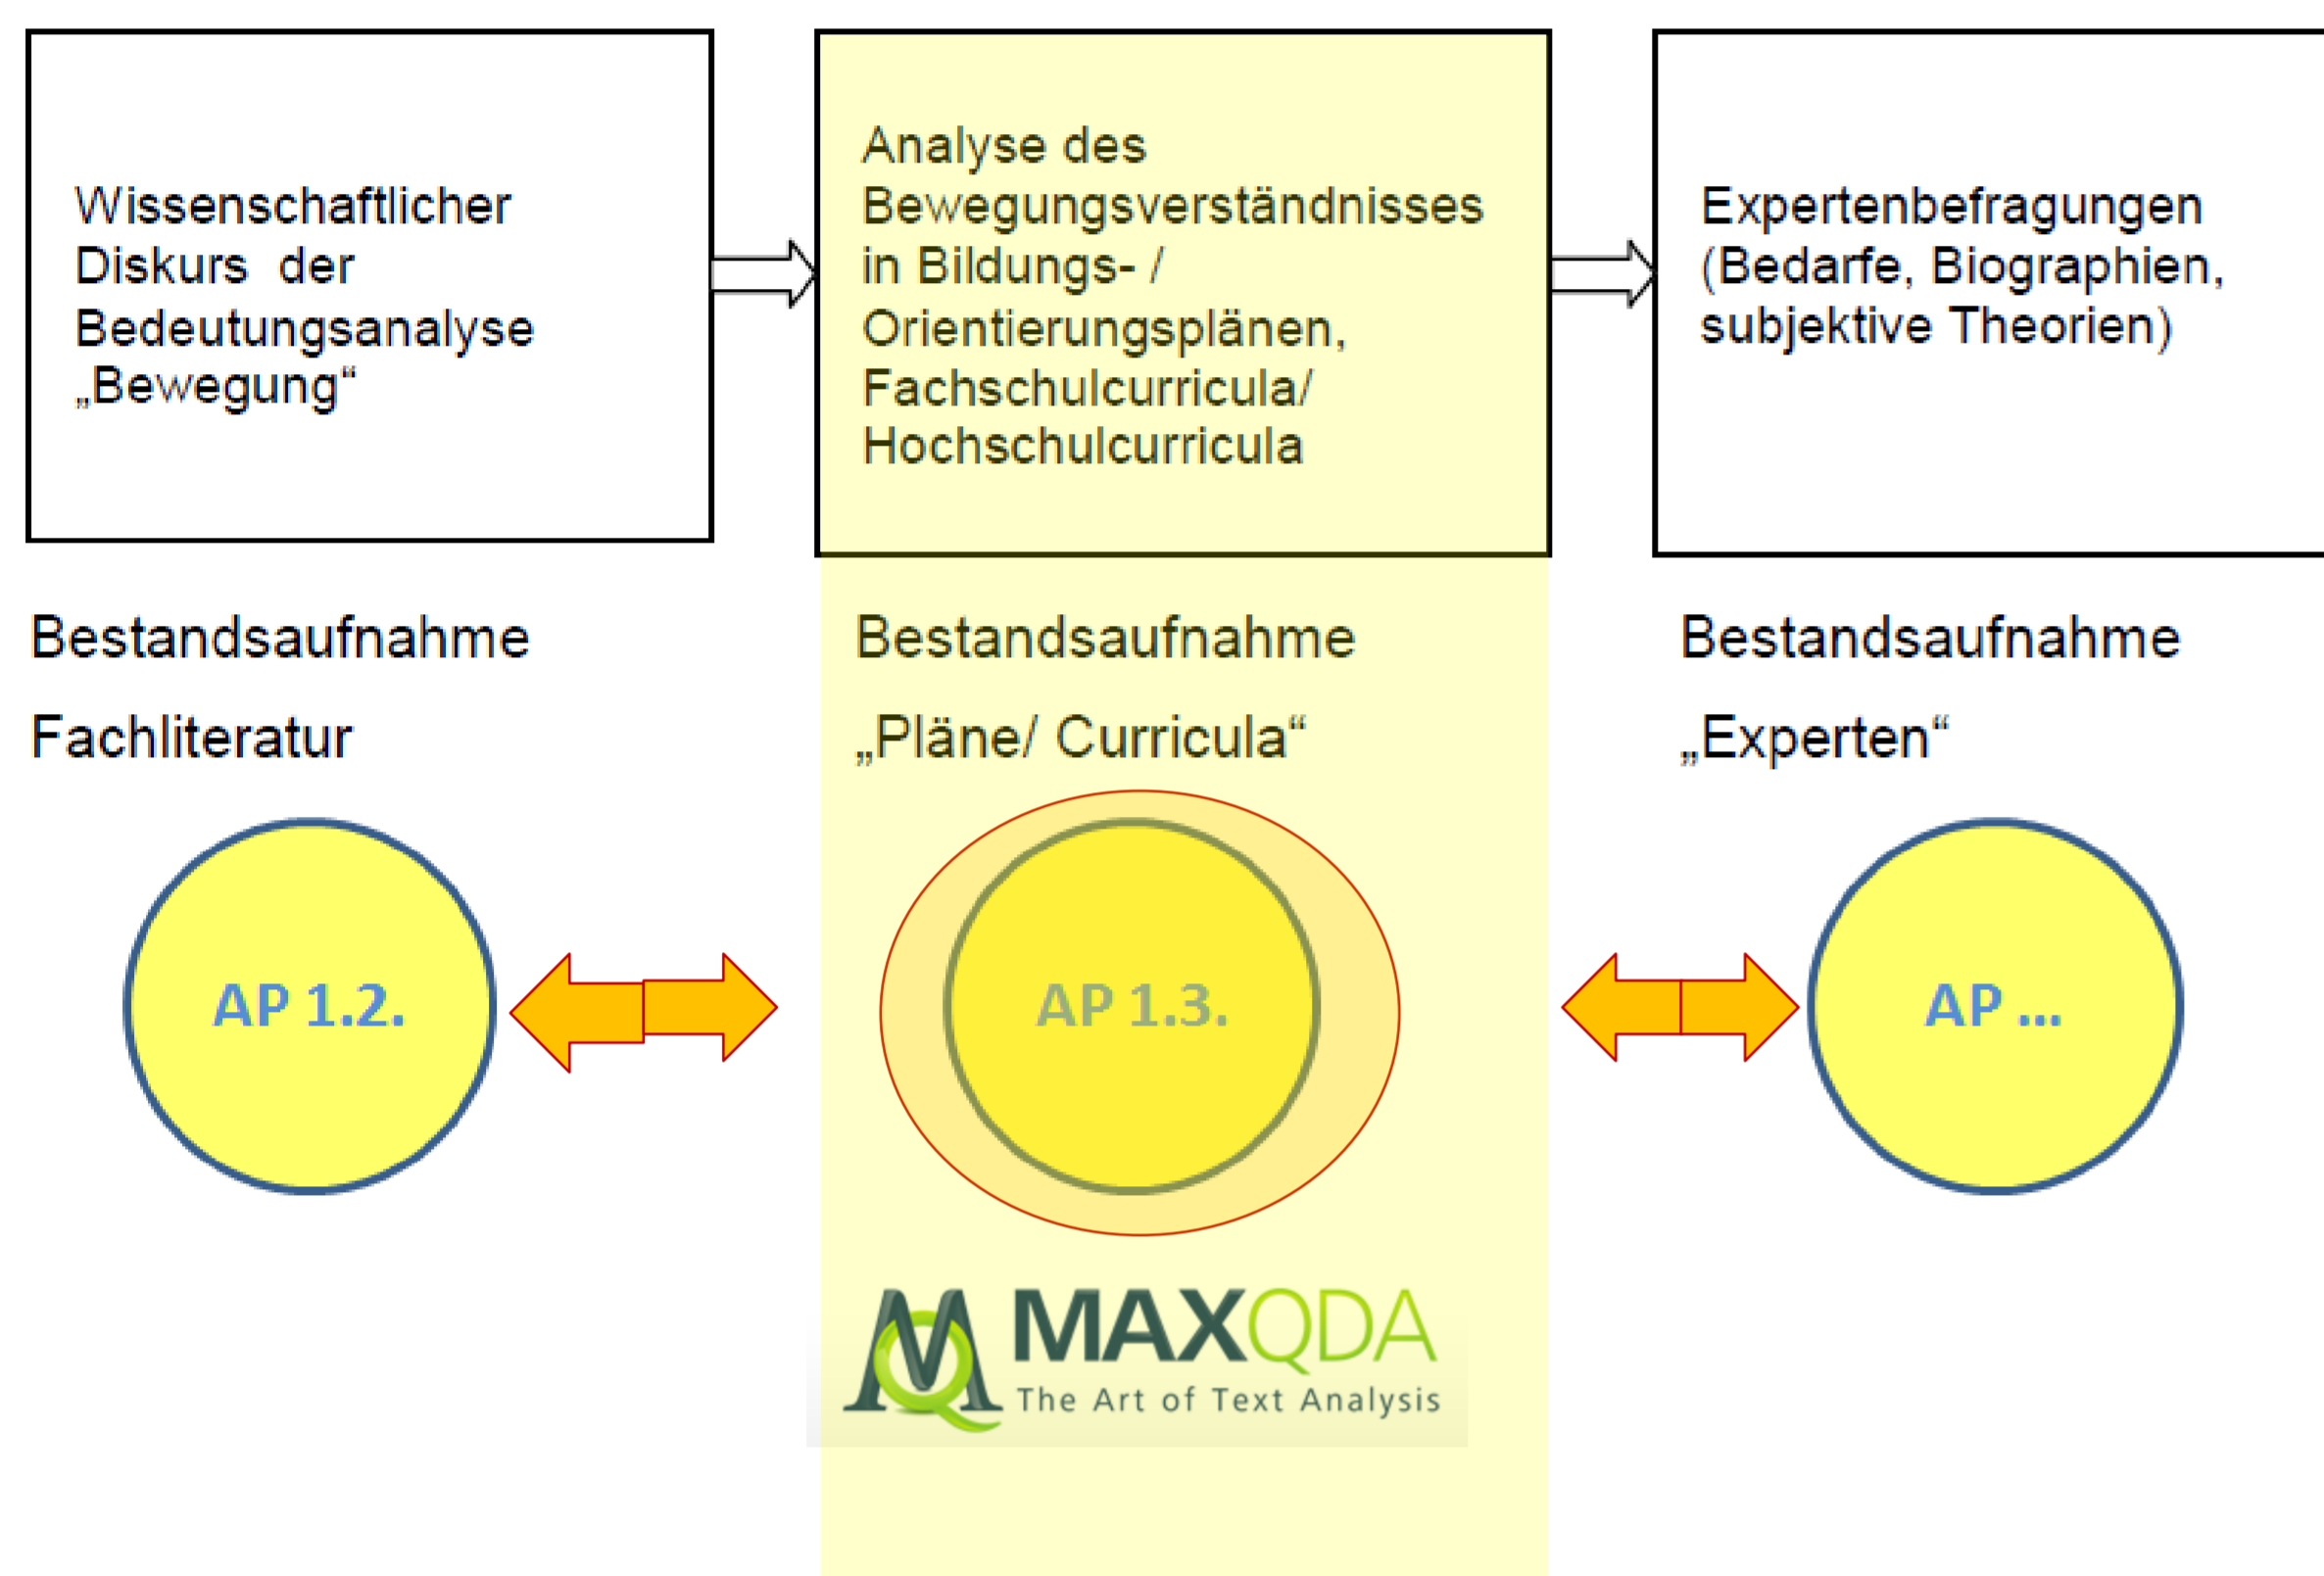 Wissenschaftlicher
Diskurs der
Bedeutungsanalyse
„Bewegung“
Analyse des
Bewegungsverständnisses
in Bildungs- /
Orientierungsplänen,
Fachschulcurricula/
Hochschulcurricula
Expertenbefragungen
(Bedarfe, Biographien,
subjektive Theorien)
Bestandsaufnahme
Fachliteratur
Bestandsaufnahme
„Pläne/ Curricula“
Bestandsaufnahme
„Experten“
AP 1.2.
AP 1.3.
AP ...
MAXQDA
The Art of Text Analysis